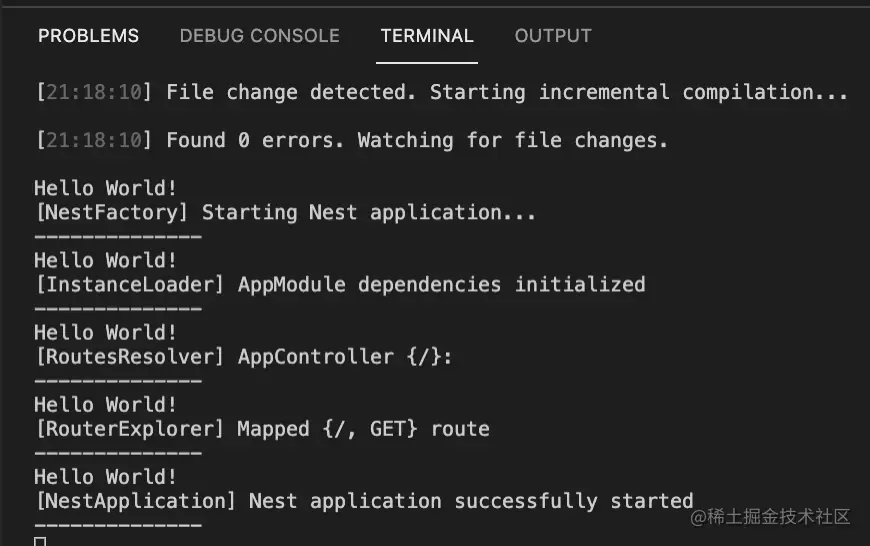 PROBLEMS DEBUG CONSOLE TERMINAL OUTPUT
[21:18:10] File change detected. Starting incremental compilation...
[21:18:10] Found 0 errors. Watching for file changes.
Hello World!
[NestFactory] Starting Nest application...
--------------
Hello World!
[InstanceLoader] AppModule dependencies initialized
--------------
Hello World!
[RoutesResolver] AppController {/}:
--------------
Hello World!
[RouterExplorer] Mapped {/, GET} route
--------------
Hello World!
[NestApplication] Nest application successfully started
--------------
@稀土掘金技术社区